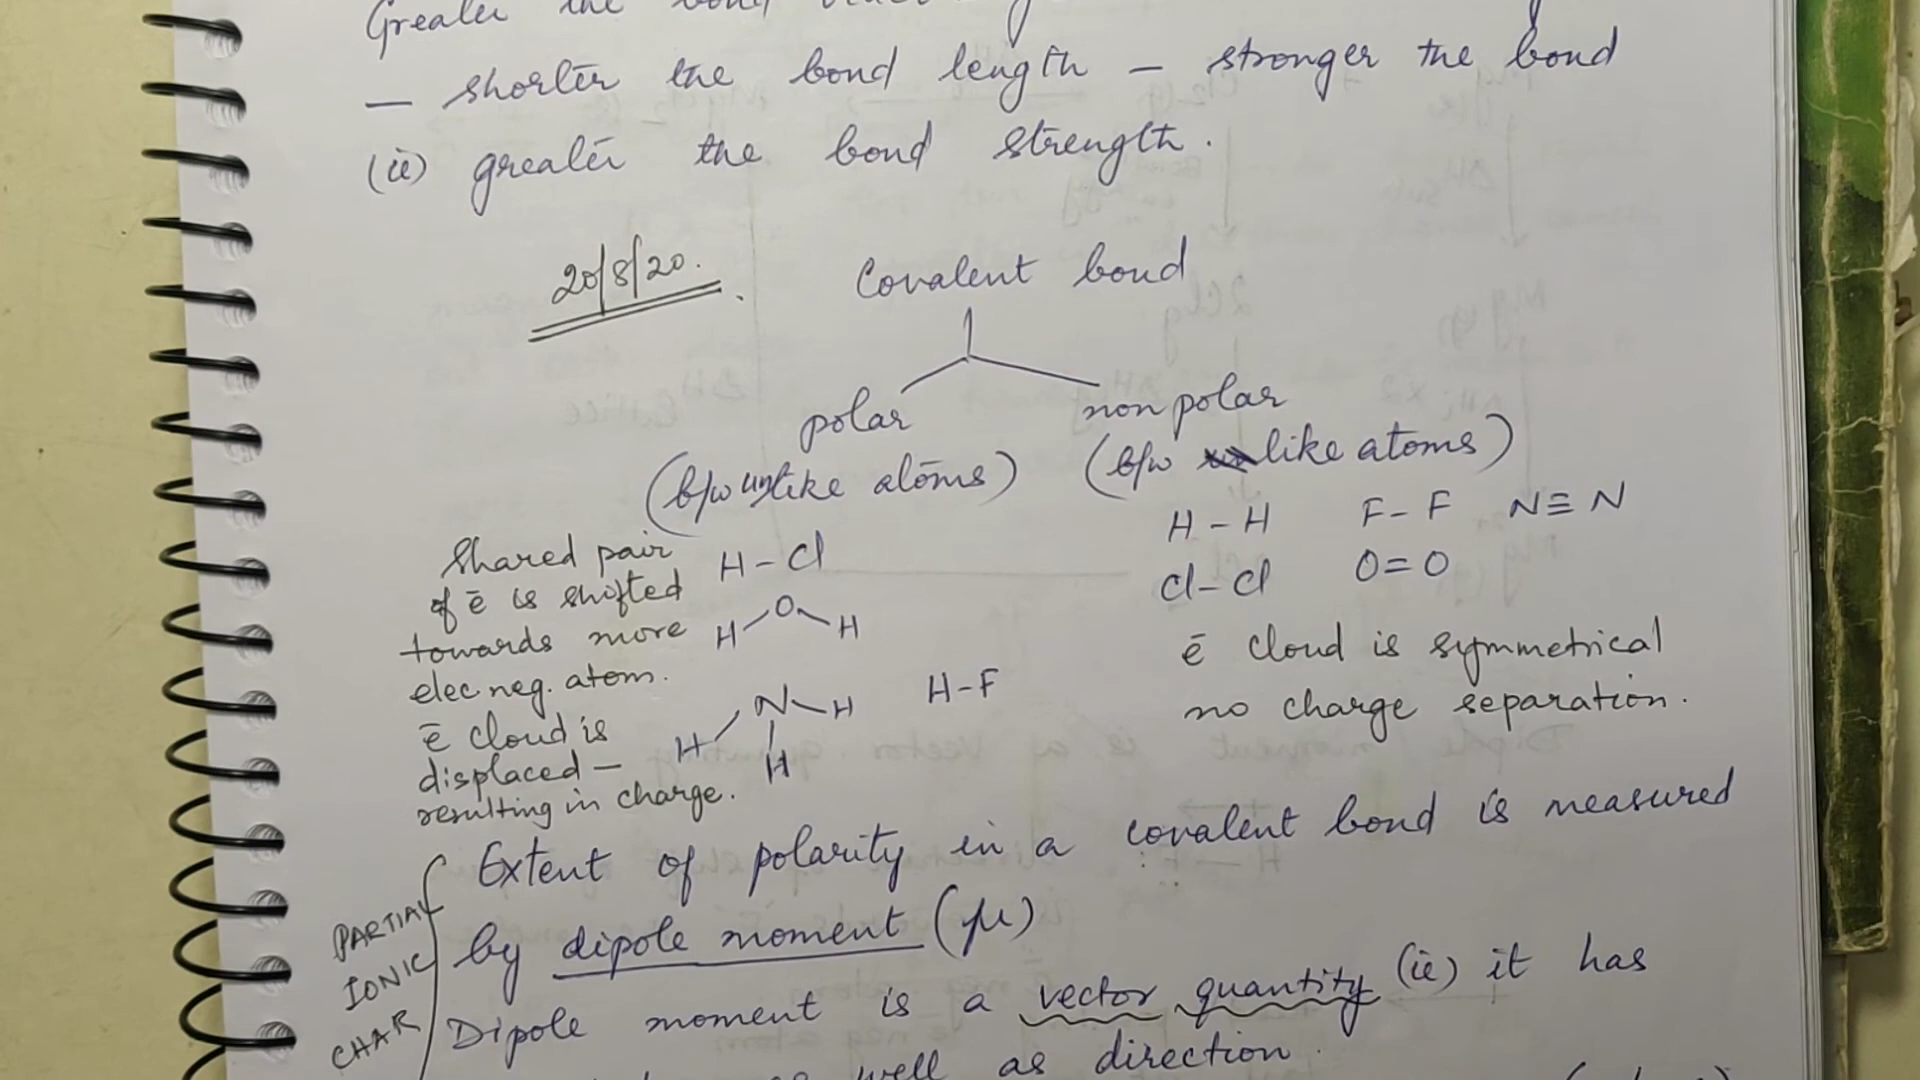 Greater the bond
— shorter the bond length — stronger the bond
(ie) greater the bond strength.
20/8/20.
Covalent bond
polar
non polar
(b/w unlike atoms)
(b/w like atoms)
H - H F - F N ≡ N
Cl - Cl O = O
Shared pair
of ē is shifted
towards more
elec neg. atom.
ē cloud is
displaced —
resulting in charge.
H - Cl
O
H H
N H
H
H
H - F
ē cloud is symmetrical
no charge separation.
Extent of polarity in a covalent bond is measured
by dipole moment (μ)
Dipole moment is a vector quantity (ie) it has
well as direction.
PARTIAL
IONIC
CHAR